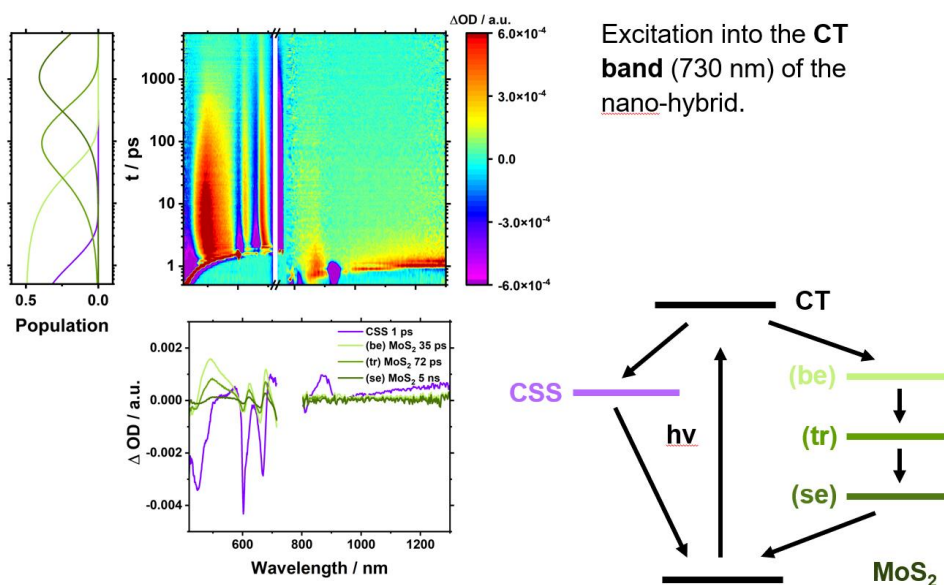 ΔOD / a.u.
6.0×10⁻⁴
3.0×10⁻⁴
0.0
-3.0×10⁻⁴
-6.0×10⁻⁴
1000
100
10
1
t / ps
0.5 0.0
Population
Excitation into the CT
band (730 nm) of the
nano-hybrid.
0.002
0.000
-0.002
-0.004
Δ OD / a.u.
CSS 1 ps
(be) MoS₂ 35 ps
(tr) MoS₂ 72 ps
(se) MoS₂ 5 ns
600 800 1000 1200
Wavelength / nm
CT
CSS
hv
(be)
(tr)
(se)
MoS₂